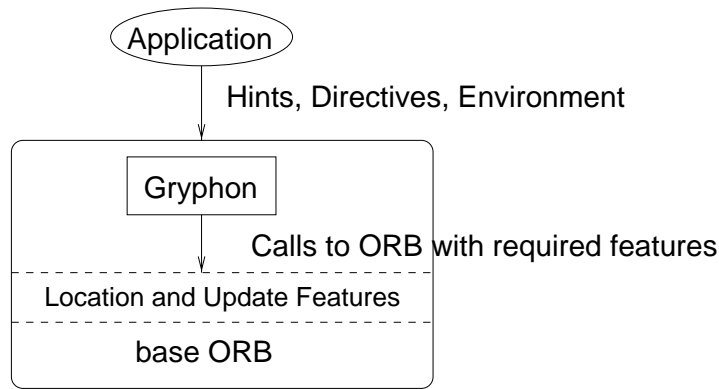 Application
Hints, Directives, Environment
Gryphon
Calls to ORB with required features
Location and Update Features
base ORB